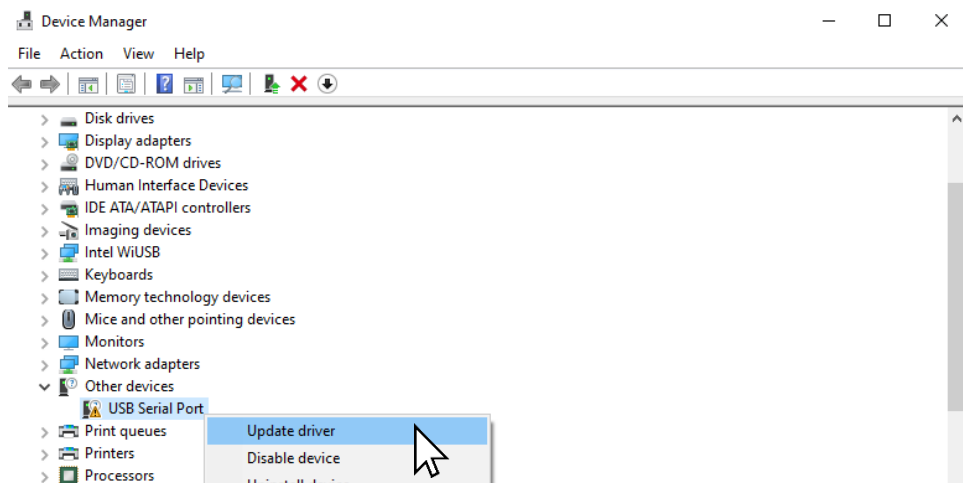 Device Manager
File Action View Help
Disk drives
Display adapters
DVD/CD-ROM drives
Human Interface Devices
IDE ATA/ATAPI controllers
Imaging devices
Intel WiUSB
Keyboards
Memory technology devices
Mice and other pointing devices
Monitors
Network adapters
Other devices
USB Serial Port
Print queues
Update driver
Printers
Disable device
Processors